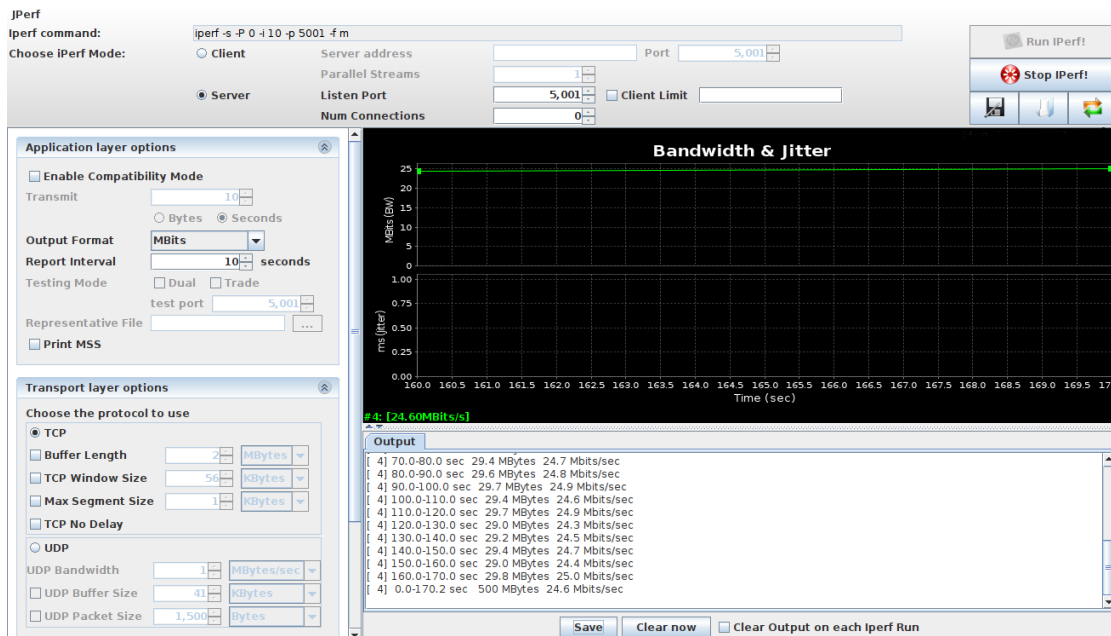 JPerf
Iperf command: iperf -s -P 0 -i 10 -p 5001 -f m
Choose iPerf Mode: Client Server address Port 5,001
Parallel Streams 1
Server Listen Port 5,001 Client Limit
Num Connections 0
Run IPerf!
Stop IPerf!
Application layer options
Enable Compatibility Mode
Transmit 10
Bytes Seconds
Output Format MBits
Report Interval 10 seconds
Testing Mode Dual Trade
test port 5,001
Representative File ...
Print MSS
Transport layer options
Choose the protocol to use
TCP
Buffer Length 2 MBytes
TCP Window Size 56 KBytes
Max Segment Size 1 KBytes
TCP No Delay
UDP
UDP Bandwidth 1 MBytes/sec
UDP Buffer Size 41 KBytes
UDP Packet Size 1,500 Bytes
Bandwidth & Jitter
MBits (BW)
25
20
15
10
5
0
ms (Jitter)
1.00
0.75
0.50
0.25
0.00
160.0 160.5 161.0 161.5 162.0 162.5 163.0 163.5 164.0 164.5 165.0 165.5 166.0 166.5 167.0 167.5 168.0 168.5 169.0 169.5 17
Time (sec)
#4: [24.60MBits/s]
Output
[ 4] 70.0-80.0 sec 29.4 MBytes 24.7 Mbits/sec
[ 4] 80.0-90.0 sec 29.6 MBytes 24.8 Mbits/sec
[ 4] 90.0-100.0 sec 29.7 MBytes 24.9 Mbits/sec
[ 4] 100.0-110.0 sec 29.4 MBytes 24.6 Mbits/sec
[ 4] 110.0-120.0 sec 29.7 MBytes 24.9 Mbits/sec
[ 4] 120.0-130.0 sec 29.0 MBytes 24.3 Mbits/sec
[ 4] 130.0-140.0 sec 29.2 MBytes 24.5 Mbits/sec
[ 4] 140.0-150.0 sec 29.4 MBytes 24.7 Mbits/sec
[ 4] 150.0-160.0 sec 29.0 MBytes 24.4 Mbits/sec
[ 4] 160.0-170.0 sec 29.8 MBytes 25.0 Mbits/sec
[ 4] 0.0-170.2 sec 500 MBytes 24.6 Mbits/sec
Save Clear now Clear Output on each Iperf Run